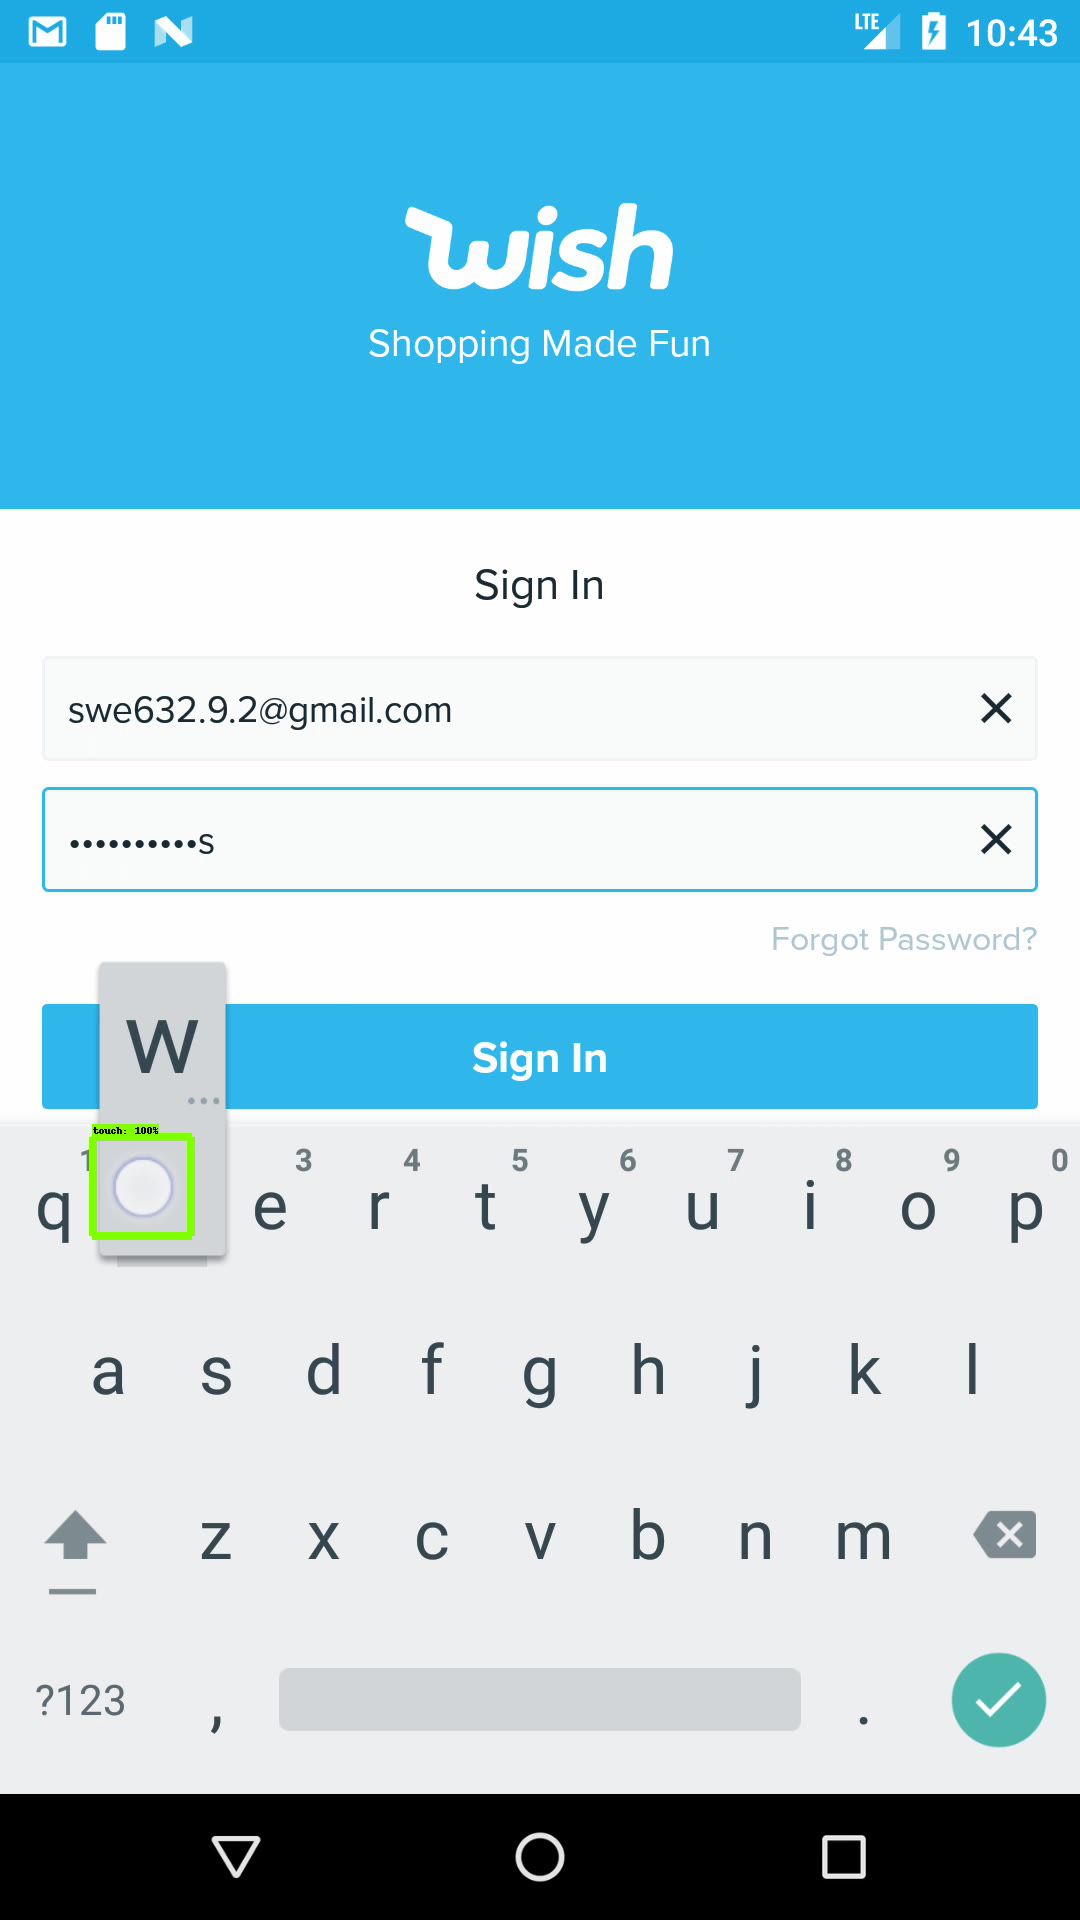 LTE 10:43
wish
Shopping Made Fun
Sign In
swe632.9.2@gmail.com
••••••••••s
Forgot Password?
w
...
Sign In
touch: 100%
1 3 4 5 6 7 8 9 0
q e r t y u i o p
a s d f g h j k l
z x c v b n m
?123 , .